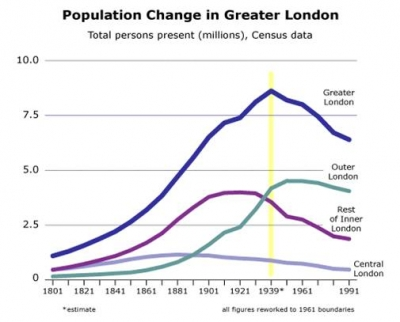 Population Change in Greater London
Total persons present (millions), Census data
10.0
7.5
5.0
2.5
0
Greater
London
Outer
London
Rest
of Inner
London
Central
London
1801 1821 1841 1861 1881 1901 1921 1939* 1961 1991
*estimate all figures reworked to 1961 boundaries